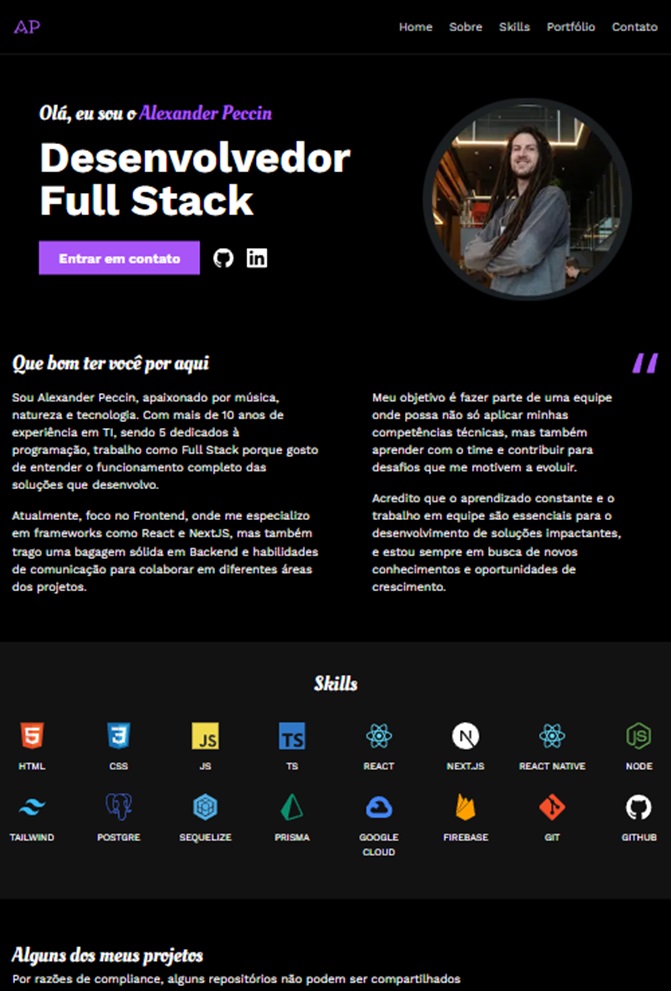 AP
Home Sobre Skills Portfólio Contato
Olá, eu sou o Alexander Peccin
Desenvolvedor
Full Stack
Entrar em contato
in
Que bom ter você por aqui
“
Sou Alexander Peccin, apaixonado por música,
natureza e tecnologia. Com mais de 10 anos de
experiência em TI, sendo 5 dedicados à
programação, trabalho como Full Stack porque gosto
de entender o funcionamento completo das
soluções que desenvolvo.
Atualmente, foco no Frontend, onde me especializo
em frameworks como React e NextJS, mas também
trago uma bagagem sólida em Backend e habilidades
de comunicação para colaborar em diferentes áreas
dos projetos.
Meu objetivo é fazer parte de uma equipe
onde possa não só aplicar minhas
competências técnicas, mas também
aprender com o time e contribuir para
desafios que me motivem a evoluir.
Acredito que o aprendizado constante e o
trabalho em equipe são essenciais para o
desenvolvimento de soluções impactantes,
e estou sempre em busca de novos
conhecimentos e oportunidades de
crescimento.
Skills
5 3 JS TS N JS
HTML CSS JS TS REACT NEXT.JS REACT NATIVE NODE
TAILWIND POSTGRE SEQUELIZE PRISMA GOOGLE CLOUD FIREBASE GIT GITHUB
Alguns dos meus projetos
Por razões de compliance, alguns repositórios não podem ser compartilhados